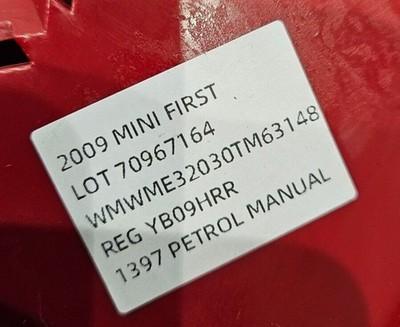 2009 MINI FIRST
LOT 70967164
WMWME32030TM63148
REG YB09HRR
1397 PETROL MANUAL